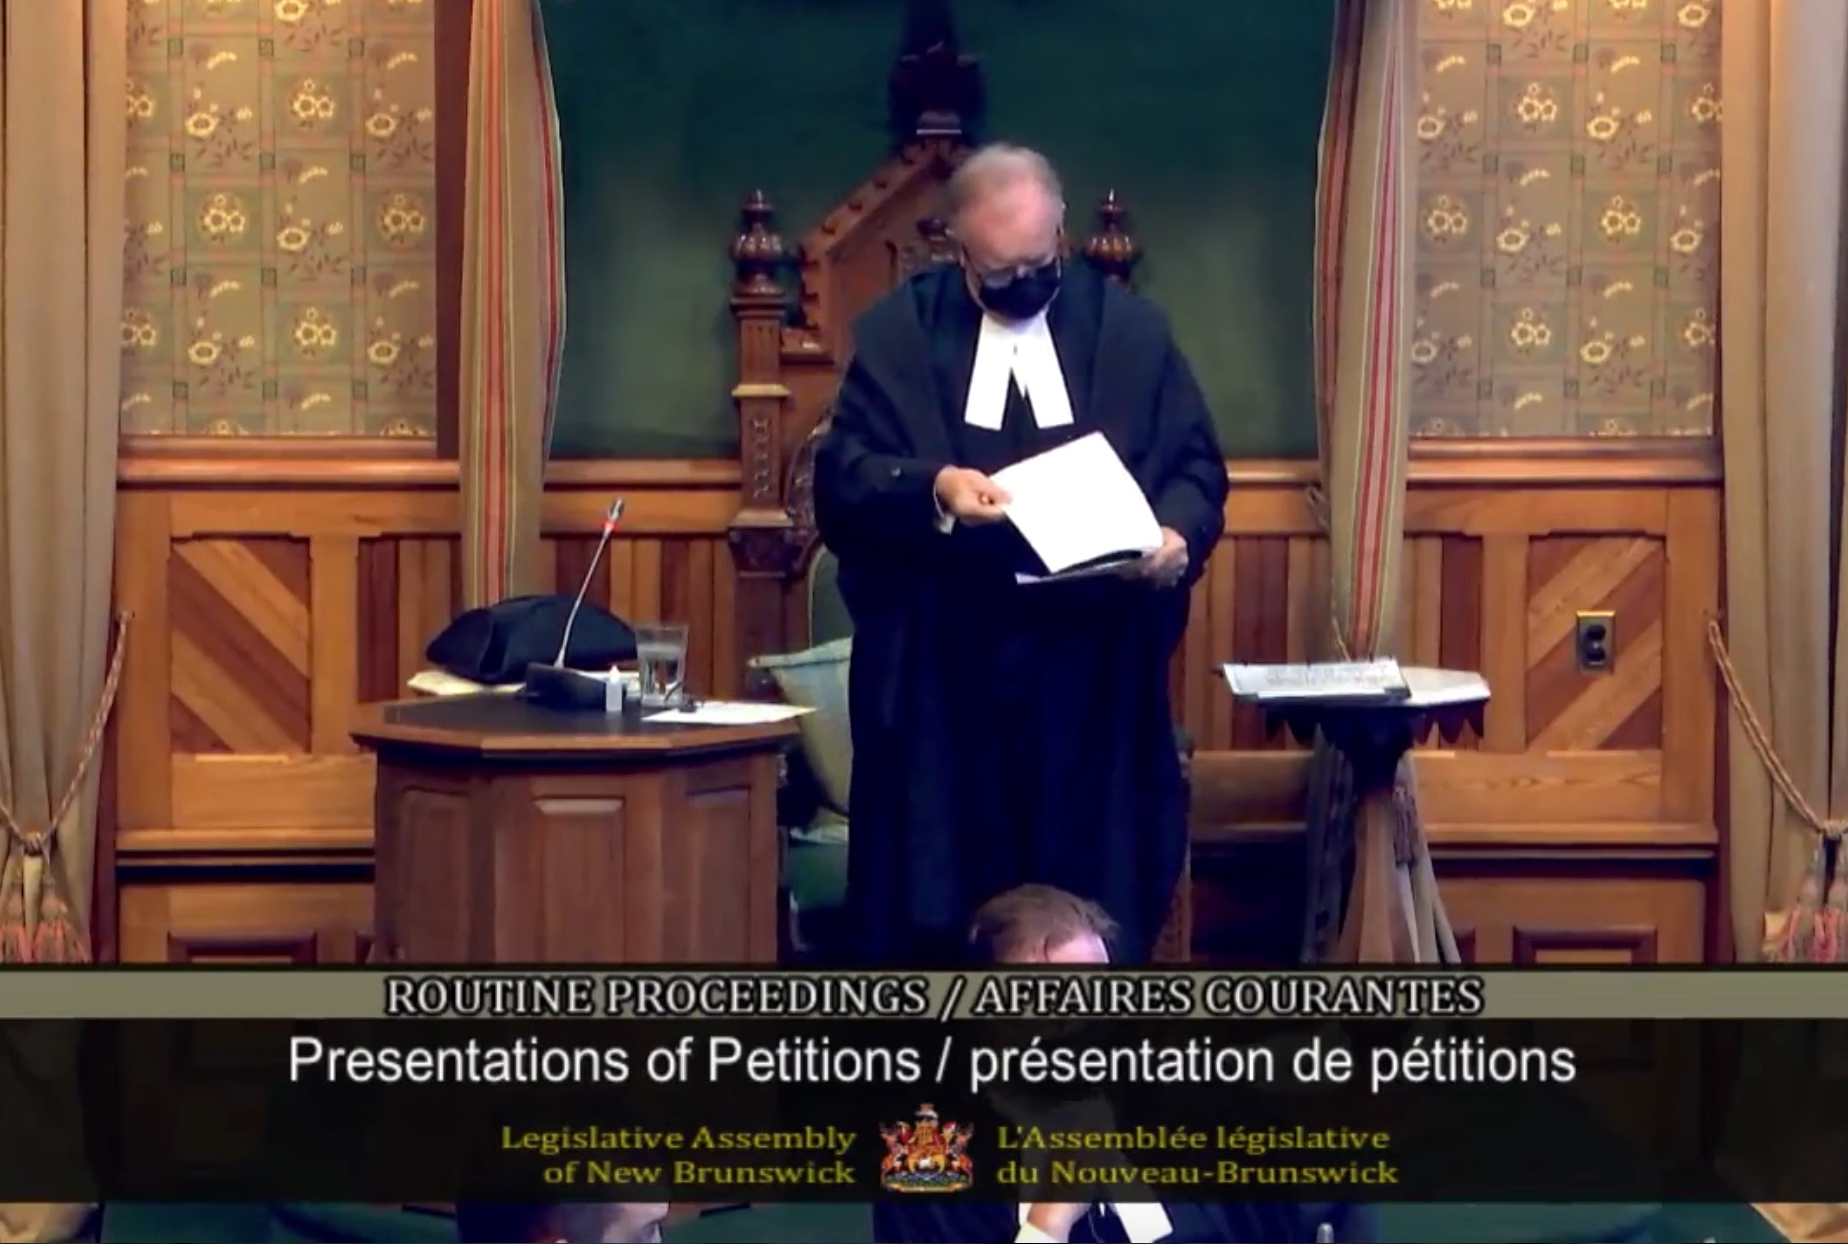 ROUTINE PROCEEDINGS / AFFAIRES COURANTES
Presentations of Petitions / présentation de pétitions
Legislative Assembly
of New Brunswick
L'Assemblée législative
du Nouveau-Brunswick